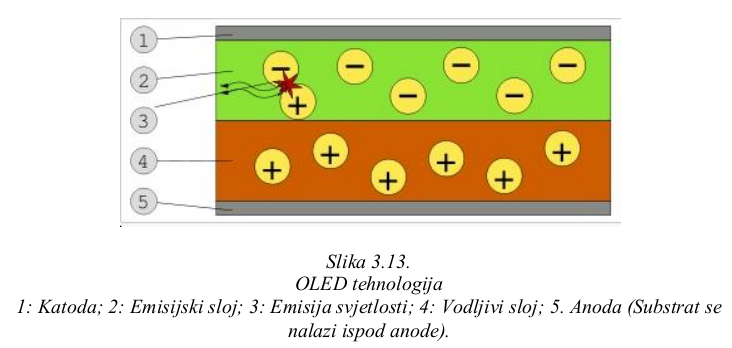 1
2
3
4
5
− − − − − −
+
+ + + + + +
Slika 3.13.
OLED tehnologija
1: Katoda; 2: Emisijski sloj; 3: Emisija svjetlosti; 4: Vodljivi sloj; 5. Anoda (Substrat se
nalazi ispod anode).